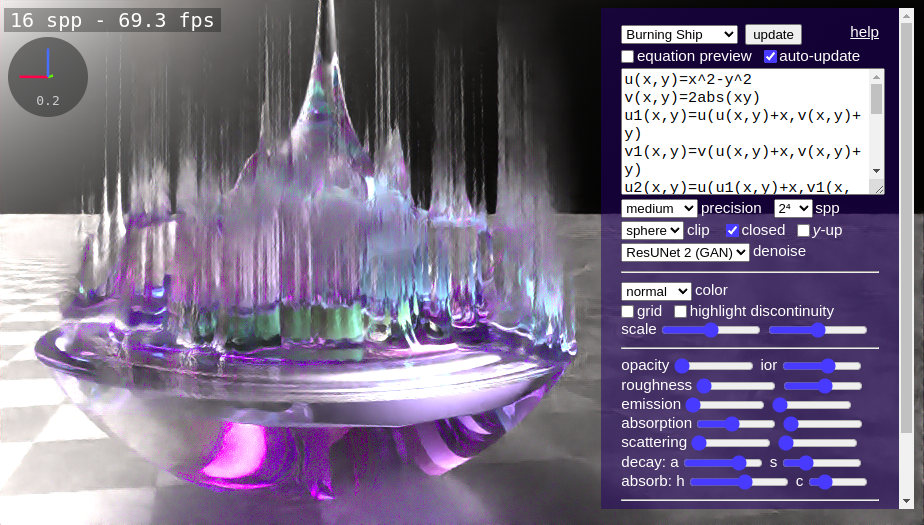 16 spp - 69.3 fps
0.2
Burning Ship update help
equation preview auto-update
u(x,y)=x^2-y^2
v(x,y)=2abs(xy)
u1(x,y)=u(u(x,y)+x,v(x,y)+
y)
v1(x,y)=v(u(x,y)+x,v(x,y)+
y)
u2(x,y)=u(u1(x,y)+x,v1(x,
medium precision 2⁴ spp
sphere clip closed y-up
ResUNet 2 (GAN) denoise
normal color
grid highlight discontinuity
scale
opacity ior
roughness
emission
absorption
scattering
decay: a s
absorb: h c